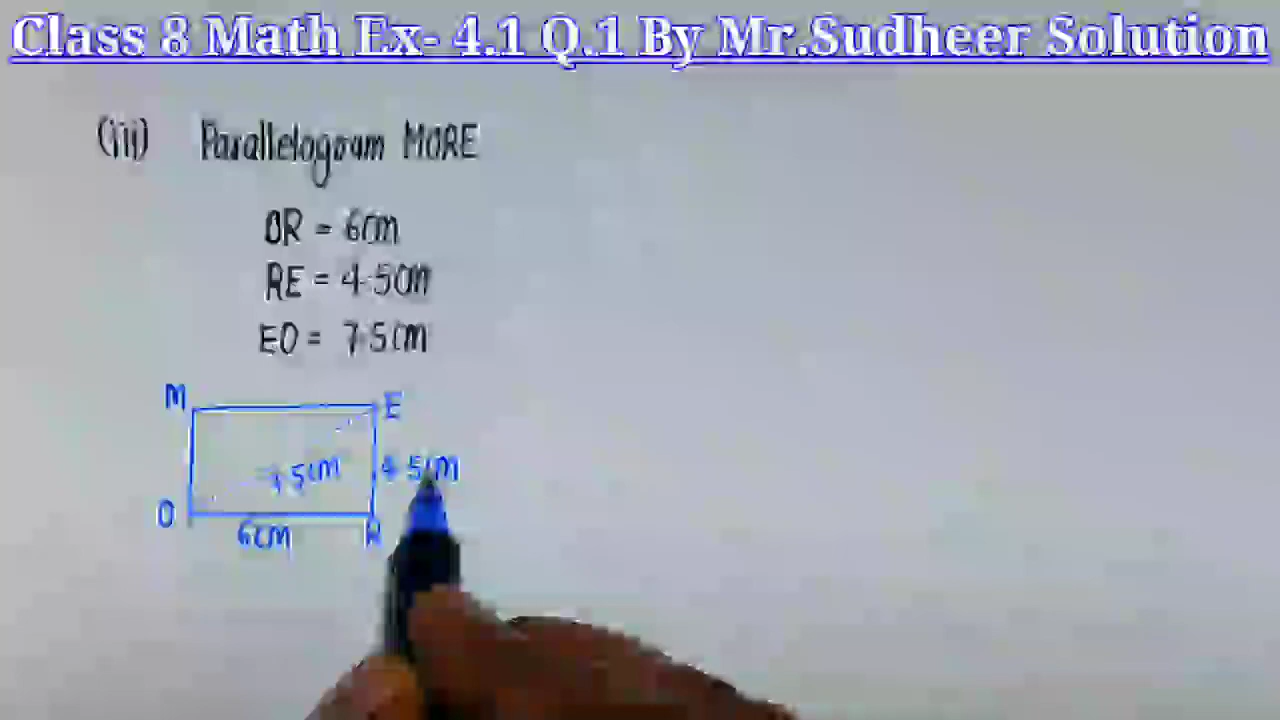 Class 8 Math Ex- 4.1 Q.1 By Mr.Sudheer Solution
(iii) Parallelogram MORE
OR = 6cm
RE = 4.5cm
EO = 7.5cm
M E
7.5cm 4.5cm
O 6cm R